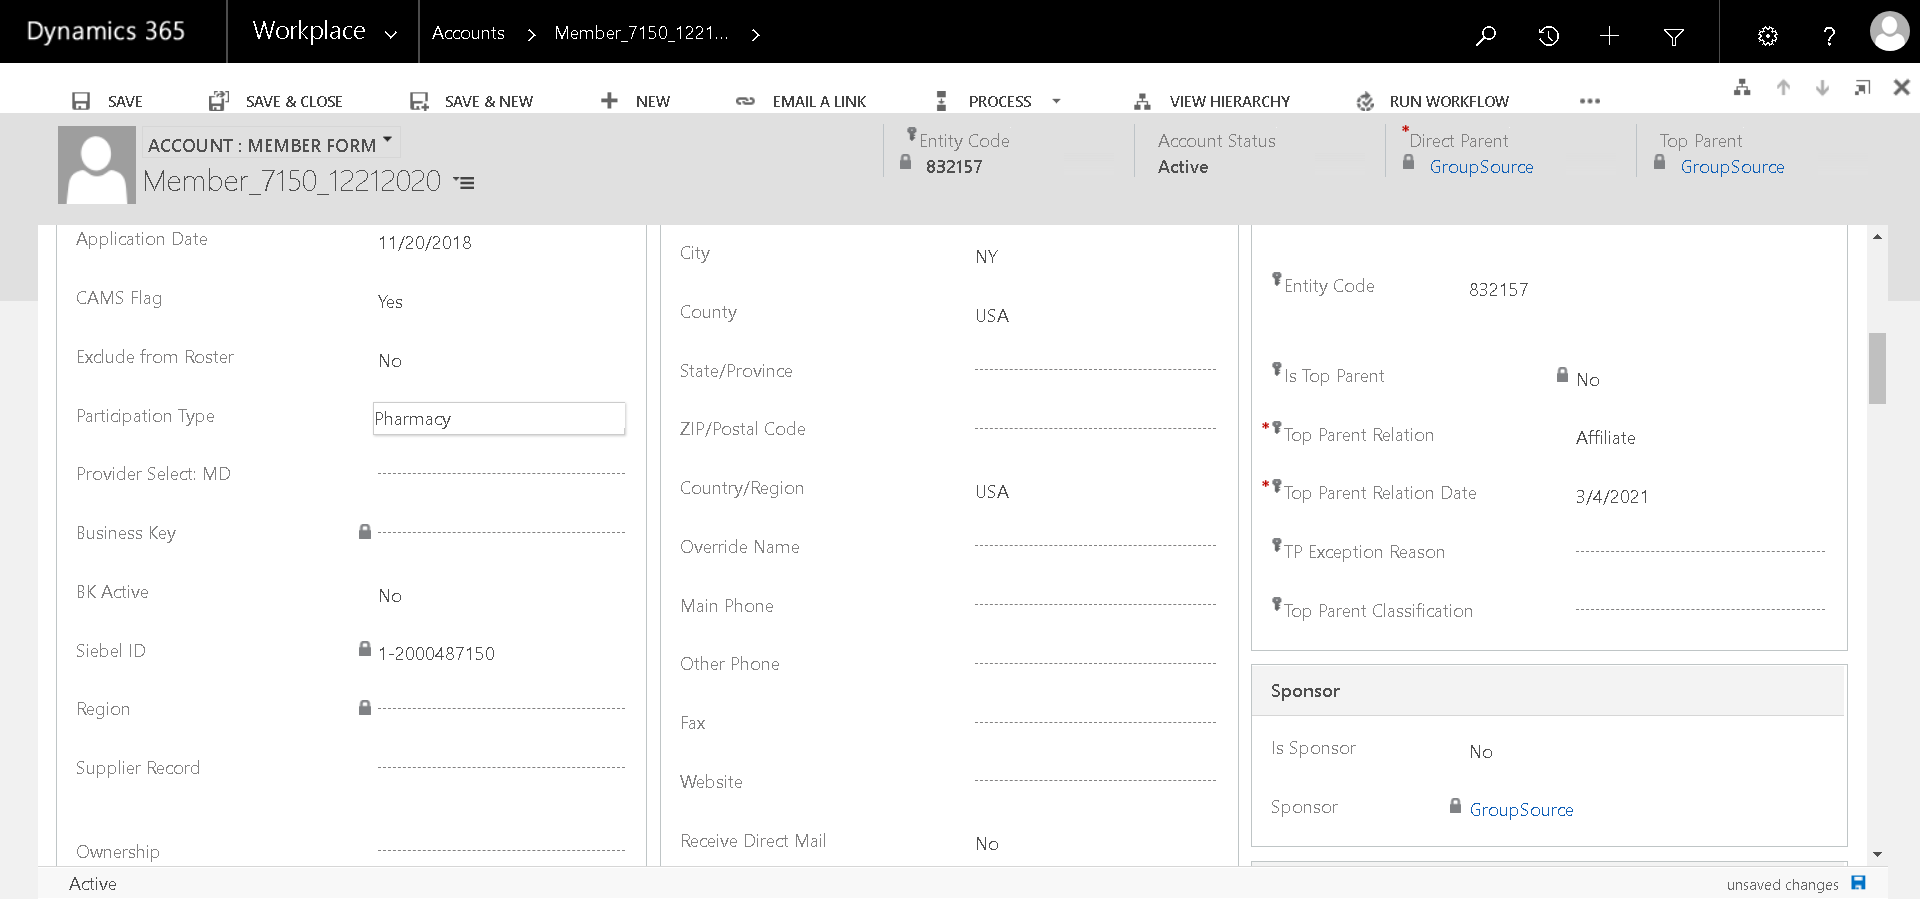 Dynamics 365
Workplace
Accounts
Member_7150_1221...
SAVE
SAVE & CLOSE
SAVE & NEW
NEW
EMAIL A LINK
PROCESS
VIEW HIERARCHY
RUN WORKFLOW
ACCOUNT : MEMBER FORM
Member_7150_12212020
Entity Code
832157
Account Status
Active
*Direct Parent
GroupSource
Top Parent
GroupSource
Application Date 11/20/2018
CAMS Flag Yes
Exclude from Roster No
Participation Type Pharmacy
Provider Select: MD
Business Key
BK Active No
Siebel ID 1-2000487150
Region
Supplier Record
Ownership
City NY
County USA
State/Province
ZIP/Postal Code
Country/Region USA
Override Name
Main Phone
Other Phone
Fax
Website
Receive Direct Mail No
Entity Code 832157
Is Top Parent No
*Top Parent Relation Affiliate
*Top Parent Relation Date 3/4/2021
TP Exception Reason
Top Parent Classification
Sponsor
Is Sponsor No
Sponsor GroupSource
Active
unsaved changes